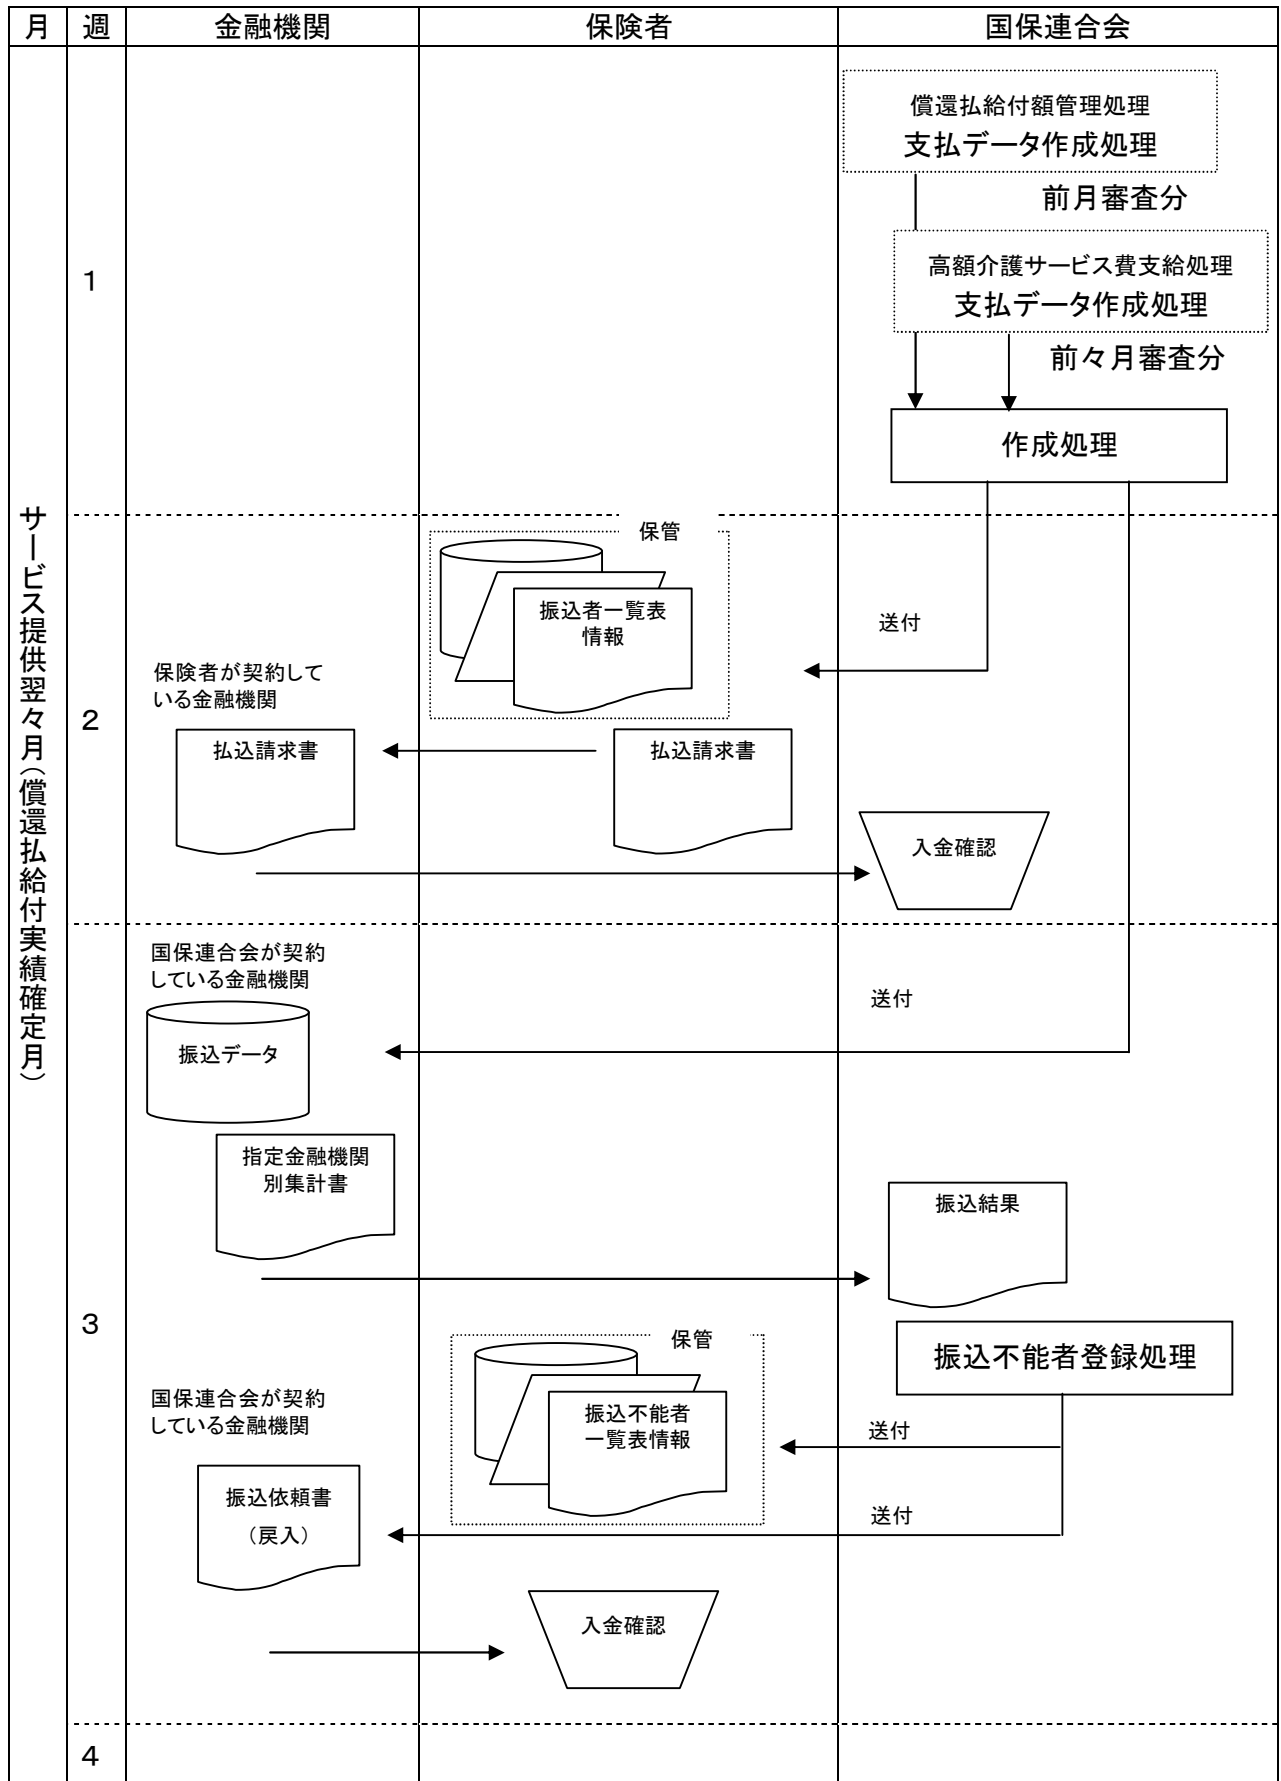 月
週
金融機関
保険者
国保連合会
サービス提供翌々月（償還払給付実績確定月）
1
償還払給付額管理処理
支払データ作成処理
前月審査分
高額介護サービス費支給処理
支払データ作成処理
前々月審査分
作成処理
2
保管
振込者一覧表
情報
送付
保険者が契約して
いる金融機関
払込請求書
払込請求書
入金確認
3
国保連合会が契約
している金融機関
送付
振込データ
指定金融機関
別集計書
振込結果
保管
振込不能者登録処理
国保連合会が契約
している金融機関
振込不能者
一覧表情報
送付
振込依頼書
（戻入）
送付
入金確認
4